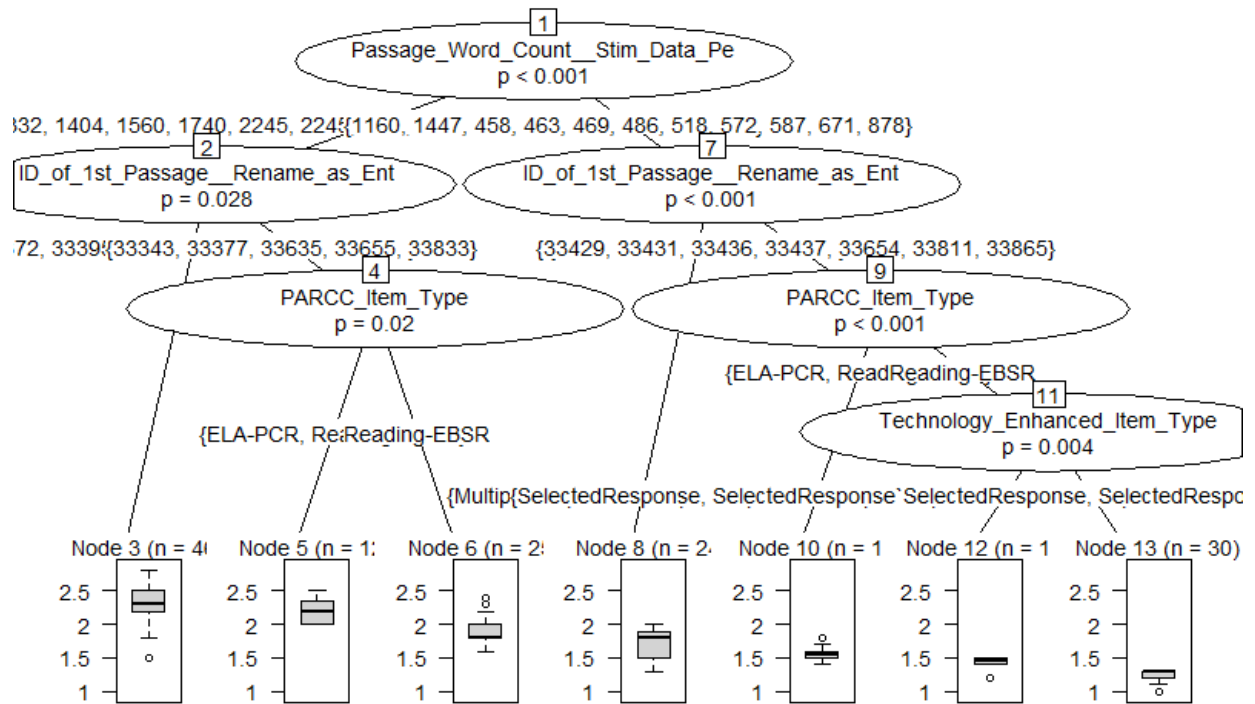 1
Passage_Word_Count__Stim_Data_Pe
p < 0.001
1404, 1560, 1740, 2245, {1160, 1447, 458, 463, 469, 486, 518, 572, 587, 671, 878}
2
ID_of_1st_Passage__Rename_as_Ent
p = 0.028
7
ID_of_1st_Passage__Rename_as_Ent
p < 0.001
{33343, 33377, 33635, 33655, 33833}
{33429, 33431, 33436, 33437, 33654, 33811, 33865}
4
PARCC_Item_Type
p = 0.02
9
PARCC_Item_Type
p < 0.001
{ELA-PCR, Reading-EBSR
11
Technology_Enhanced_Item_Type
p = 0.004
{ELA-PCR, Reading-EBSR
{SelectedResponse, SelectedResponse SelectedResponse,
Node 3 (n =
Node 5 (n =
Node 6 (n =
Node 8 (n =
Node 10 (n = 1
Node 12 (n = 1
Node 13 (n = 30)
2.5
2
1.5
1
2.5
2
1.5
1
2.5
2
1.5
1
2.5
2
1.5
1
2.5
2
1.5
1
2.5
2
1.5
1
2.5
2
1.5
1